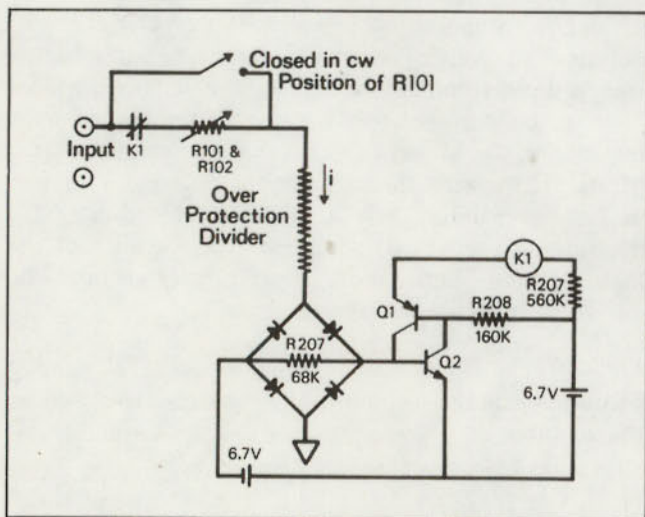 Closed in cw
Position of R101
Input
K1
R101 &
R102
Over
Protection
Divider
i
K1
R207
560K
Q1
R208
160K
R207
68K
Q2
6.7V
6.7V